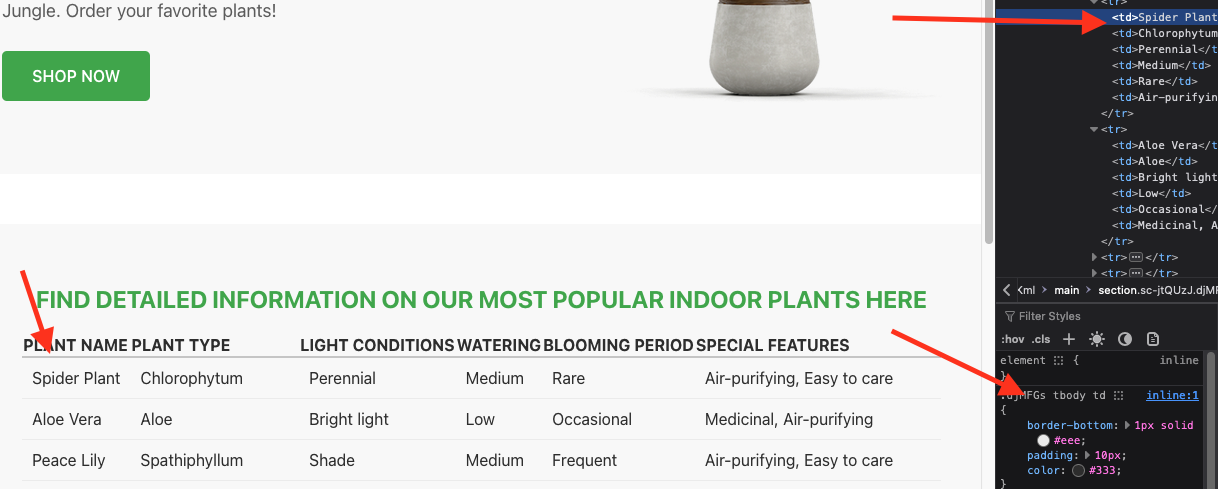 Jungle. Order your favorite plants!
SHOP NOW
FIND DETAILED INFORMATION ON OUR MOST POPULAR INDOOR PLANTS HERE
PLANT NAME PLANT TYPE LIGHT CONDITIONS WATERING BLOOMING PERIOD SPECIAL FEATURES
Spider Plant Chlorophytum Perennial Medium Rare Air-purifying, Easy to care
Aloe Vera Aloe Bright light Low Occasional Medicinal, Air-purifying
Peace Lily Spathiphyllum Shade Medium Frequent Air-purifying, Easy to care
<tr>
<td>Spider Plant
<td>Chlorophytum
<td>Perennial</t
<td>Medium</td>
<td>Rare</td>
<td>Air-purifyin
</tr>
<tr>
<td>Aloe Vera</t
<td>Aloe</td>
<td>Bright light
<td>Low</td>
<td>Occasional</
<td>Medicinal, A
</tr>
<tr>⋯</tr>
<tr>⋯</tr>
main > section.sc-jtQUzJ.djMF
Filter Styles
:hov .cls
element { inline
}
.djMFGs tbody td inline:1
{
border-bottom: 1px solid
#eee;
padding: 10px;
color: #333;
}